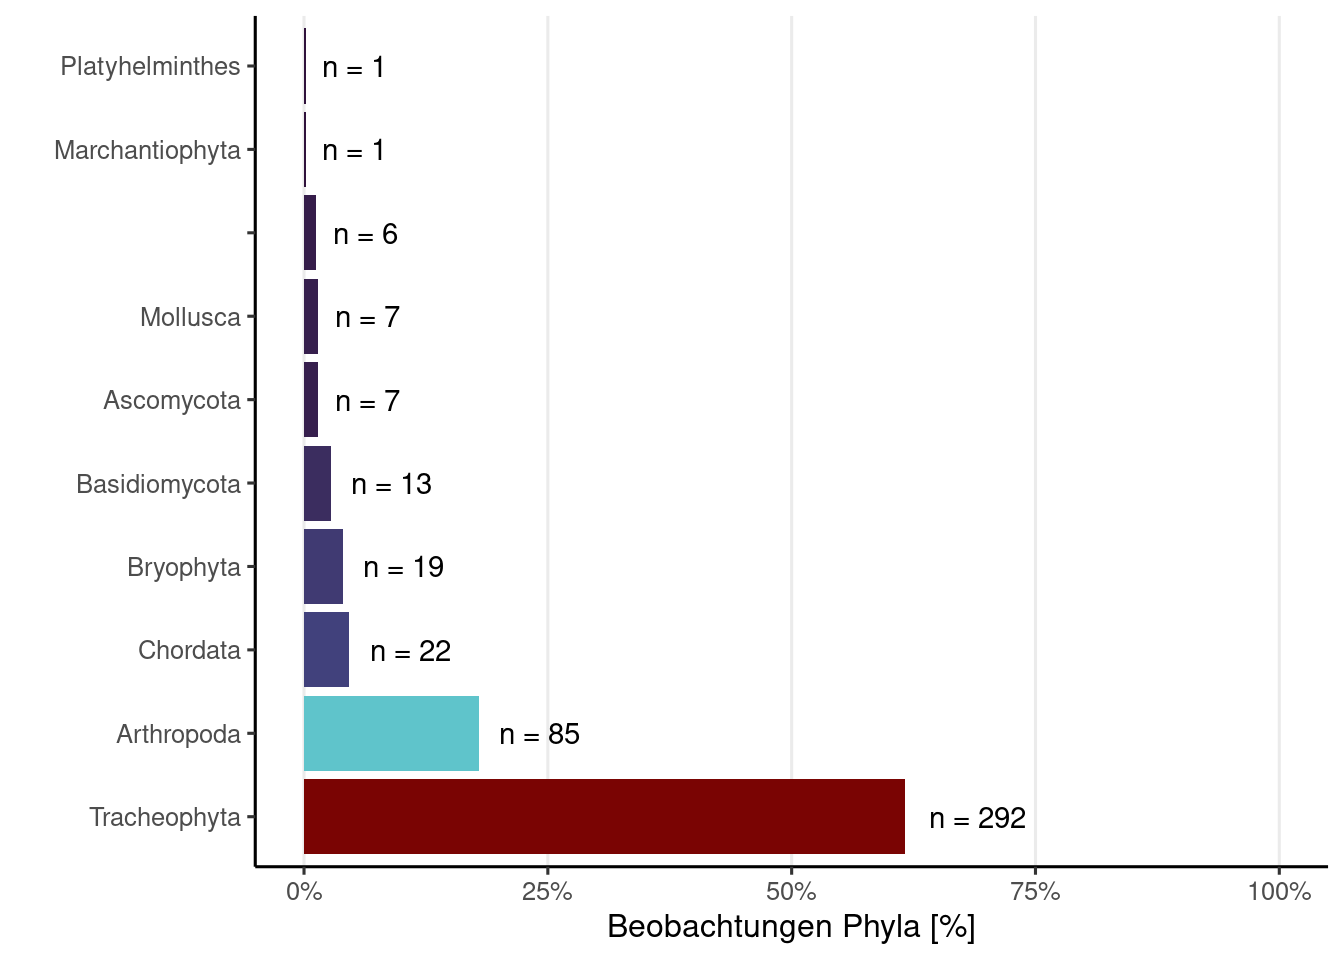 Platyhelminthes n = 1
Marchantiophyta n = 1
n = 6
Mollusca n = 7
Ascomycota n = 7
Basidiomycota n = 13
Bryophyta n = 19
Chordata n = 22
Arthropoda n = 85
Tracheophyta n = 292
0% 25% 50% 75% 100%
Beobachtungen Phyla [%]